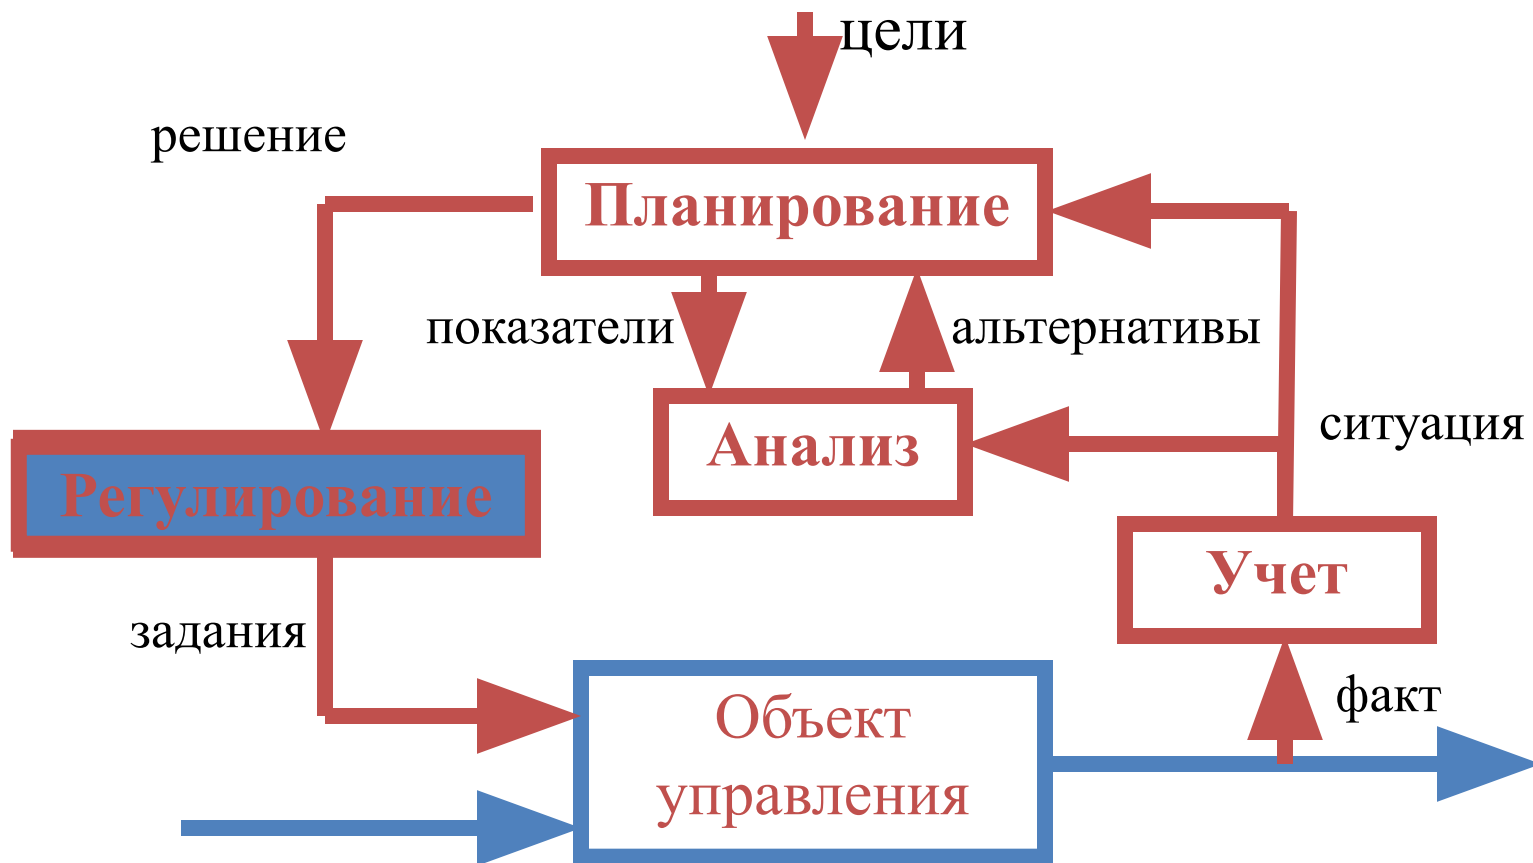 цели
решение
Планирование
показатели
альтернативы
ситуация
Анализ
Регулирование
Учет
задания
факт
Объект
управления